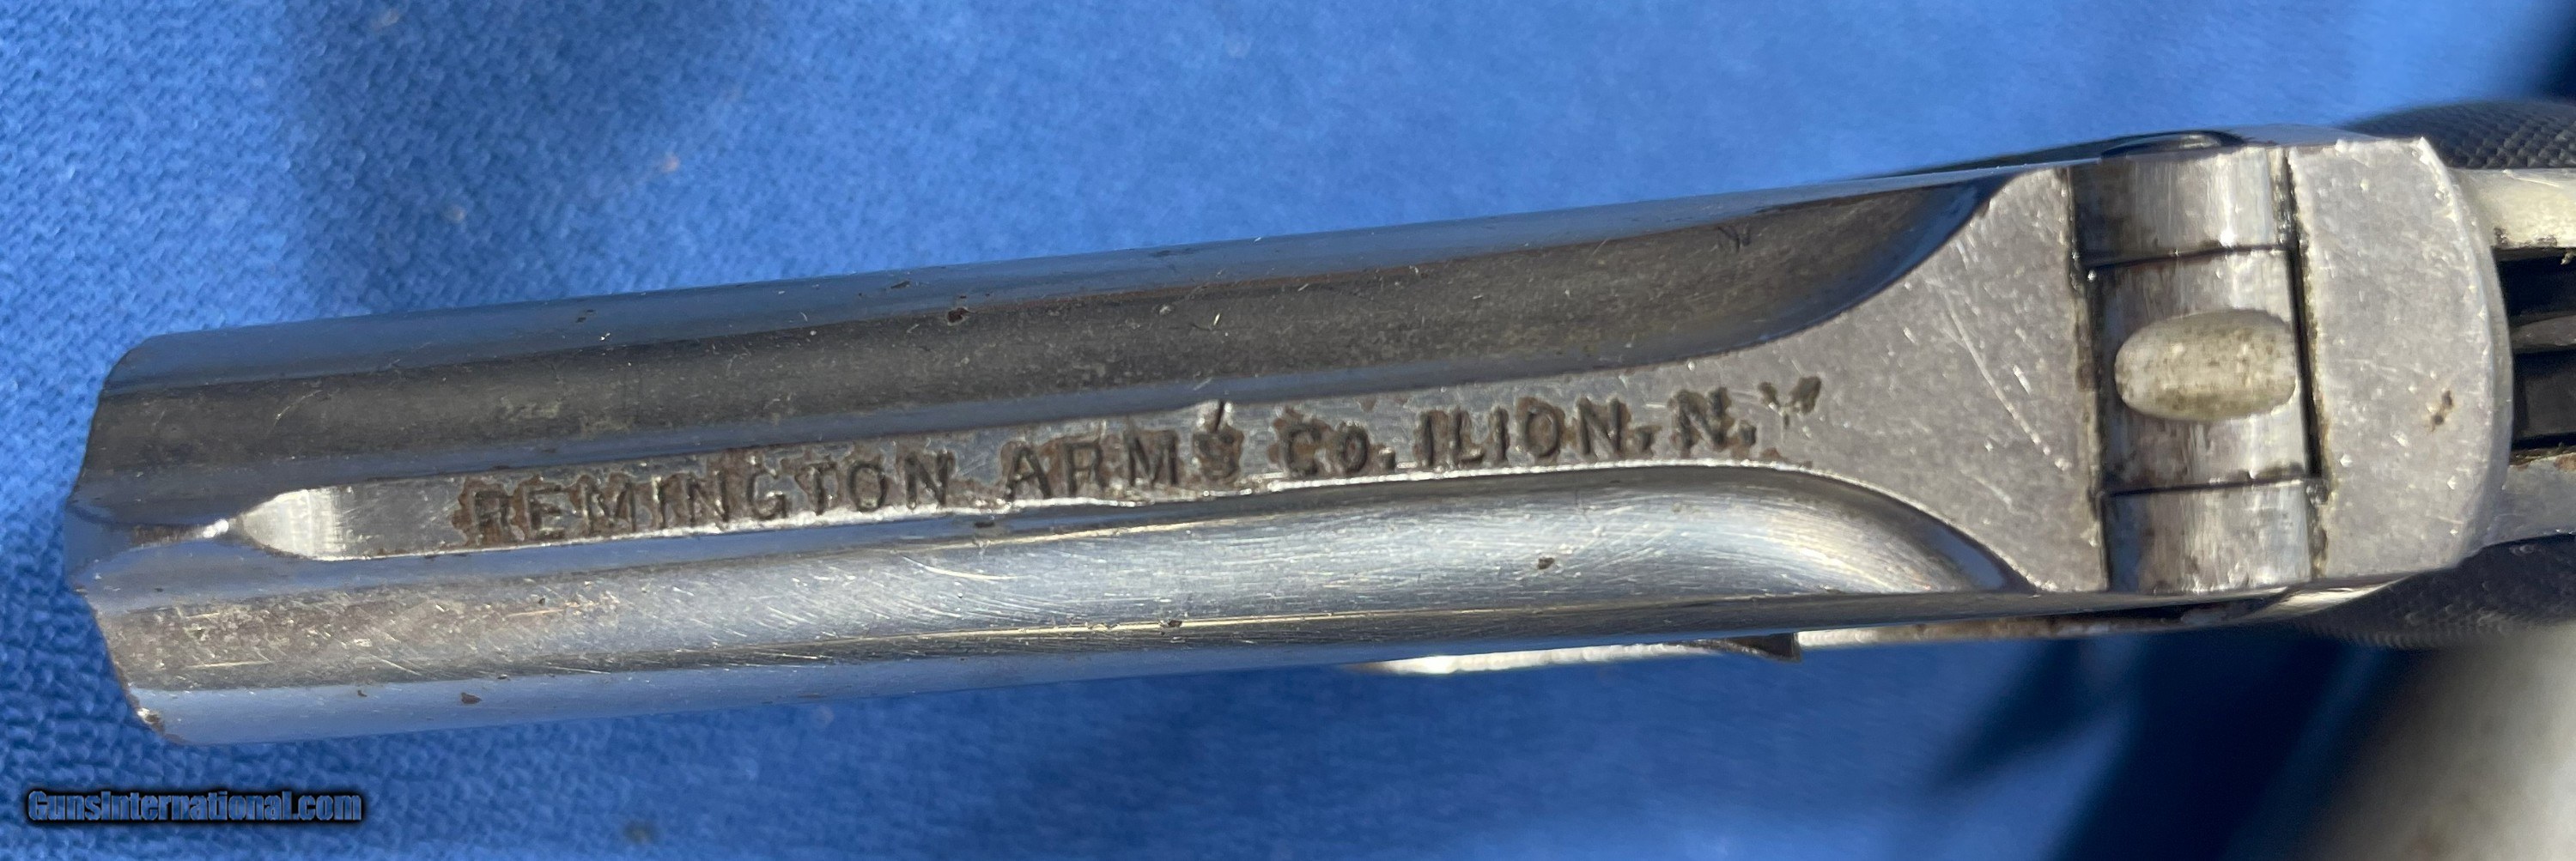 REMINGTON ARMS Co. ILION, N.Y
GunsInternational.com